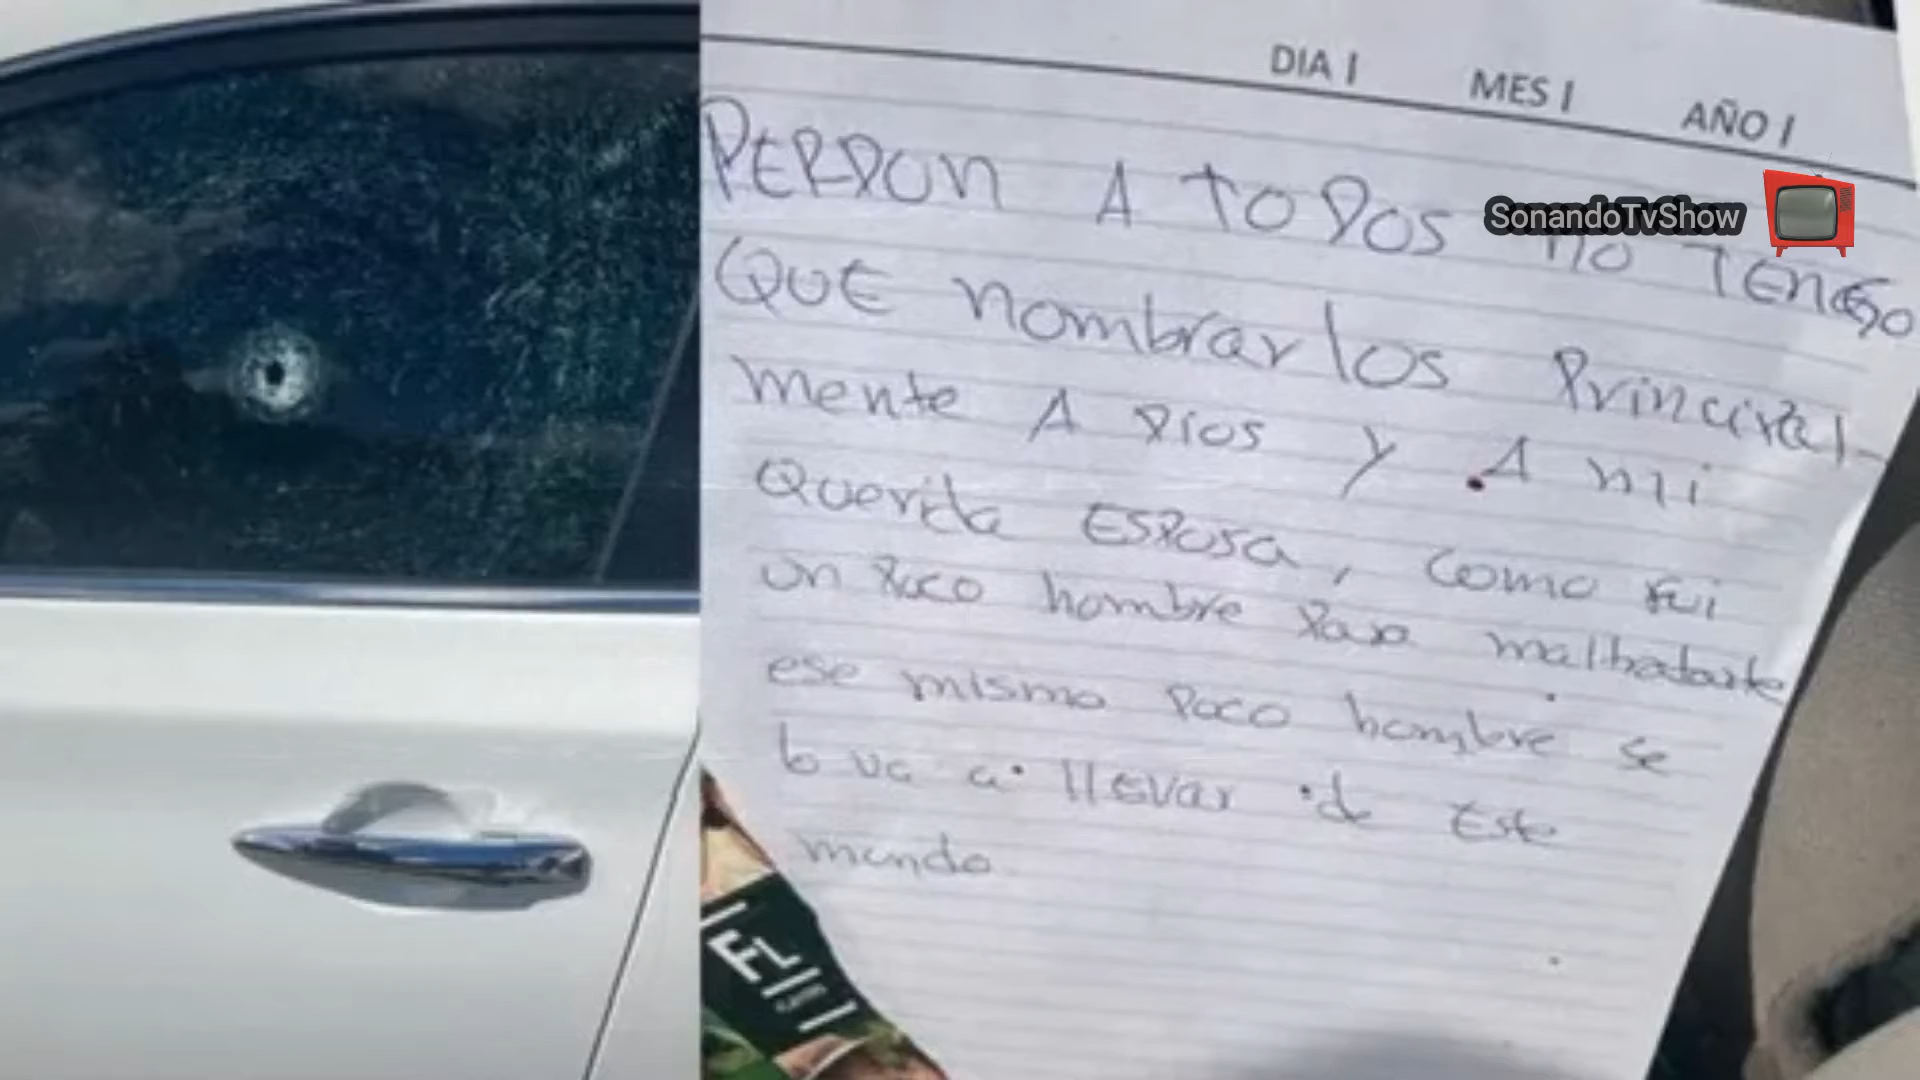 DIA / MES / AÑO /
PERDON A TODOS no TENGO
QUE nombrarlos Principal-
mente A Dios y A mi
Querida ESPOSA, como fui
un Poco hombre Para maltratarte
ese mismo Poco hombre se
lo va a llevar de Este
mundo
SonandoTvShow